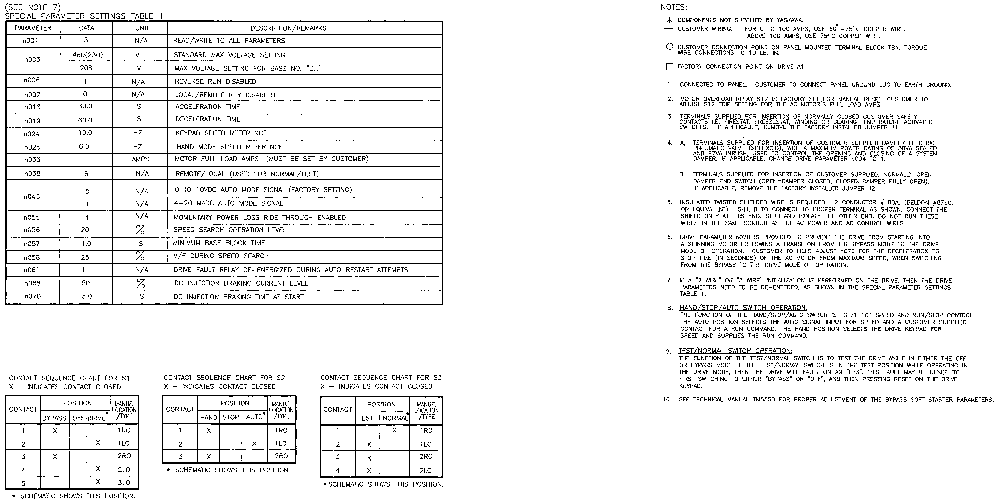 (SEE NOTE 7)
SPECIAL PARAMETER SETTINGS TABLE 1
PARAMETER DATA UNIT DESCRIPTION/REMARKS
n001 3 N/A READ/WRITE TO ALL PARAMETERS
n003 460(230) V STANDARD MAX VOLTAGE SETTING
208 V MAX VOLTAGE SETTING FOR BASE NO. "D_"
n006 1 N/A REVERSE RUN DISABLED
n007 0 N/A LOCAL/REMOTE KEY DISABLED
n018 60.0 S ACCELERATION TIME
n019 60.0 S DECELERATION TIME
n024 10.0 HZ KEYPAD SPEED REFERENCE
n025 6.0 HZ HAND MODE SPEED REFERENCE
n033 --- AMPS MOTOR FULL LOAD AMPS- (MUST BE SET BY CUSTOMER)
n038 5 N/A REMOTE/LOCAL (USED FOR NORMAL/TEST)
n043 0 N/A 0 TO 10VDC AUTO MODE SIGNAL (FACTORY SETTING)
1 N/A 4-20 MADC AUTO MODE SIGNAL
n055 1 N/A MOMENTARY POWER LOSS RIDE THROUGH ENABLED
n056 20 % SPEED SEARCH OPERATION LEVEL
n057 1.0 S MINIMUM BASE BLOCK TIME
n058 25 % V/F DURING SPEED SEARCH
n061 1 N/A DRIVE FAULT RELAY DE-ENERGIZED DURING AUTO RESTART ATTEMPTS
n068 50 % DC INJECTION BRAKING CURRENT LEVEL
n070 5.0 S DC INJECTION BRAKING TIME AT START
CONTACT SEQUENCE CHART FOR S1
X - INDICATES CONTACT CLOSED
CONTACT POSITION MANUF. LOCATION /TYPE
BYPASS OFF DRIVE•
1 X 1RO
2 X 1LO
3 X 2RO
4 X 2LO
5 X 3LO
• SCHEMATIC SHOWS THIS POSITION.
CONTACT SEQUENCE CHART FOR S2
X - INDICATES CONTACT CLOSED
CONTACT POSITION MANUF. LOCATION /TYPE
HAND STOP AUTO•
1 X 1RO
2 X 1LO
3 X 2RO
• SCHEMATIC SHOWS THIS POSITION.
CONTACT SEQUENCE CHART FOR S3
X - INDICATES CONTACT CLOSED
CONTACT POSITION MANUF. LOCATION /TYPE
TEST NORMAL•
1 X 1RO
2 X 1LC
3 X 2RC
4 X 2LC
• SCHEMATIC SHOWS THIS POSITION.
NOTES:
* COMPONENTS NOT SUPPLIED BY YASKAWA.
— CUSTOMER WIRING. - FOR 0 TO 100 AMPS, USE 60°-75°C COPPER WIRE.
ABOVE 100 AMPS, USE 75°C COPPER WIRE.
○ CUSTOMER CONNECTION POINT ON PANEL MOUNTED TERMINAL BLOCK TB1. TORQUE
WIRE CONNECTIONS TO 10 LB. IN.
□ FACTORY CONNECTION POINT ON DRIVE A1.
1. CONNECTED TO PANEL. CUSTOMER TO CONNECT PANEL GROUND LUG TO EARTH GROUND.
2. MOTOR OVERLOAD RELAY S12 IS FACTORY SET FOR MANUAL RESET. CUSTOMER TO
ADJUST S12 TRIP SETTING FOR THE AC MOTOR'S FULL LOAD AMPS.
3. TERMINALS SUPPLIED FOR INSERTION OF NORMALLY CLOSED CUSTOMER SAFETY
CONTACTS I.E. FIRESTAT, FREEZESTAT, WINDING OR BEARING TEMPERATURE ACTIVATED
SWITCHES. IF APPLICABLE, REMOVE THE FACTORY INSTALLED JUMPER J1.
4. A, TERMINALS SUPPLIED FOR INSERTION OF CUSTOMER SUPPLIED DAMPER ELECTRIC
PNEUMATIC VALVE (SOLENOID), WITH A MAXIMUM POWER RATING OF 30VA SEALED
AND 97VA INRUSH, USED TO CONTROL THE OPENING AND CLOSING OF A SYSTEM
DAMPER. IF APPLICABLE, CHANGE DRIVE PARAMETER n004 TO 1.
B. TERMINALS SUPPLIED FOR INSERTION OF CUSTOMER SUPPLIED, NORMALLY OPEN
DAMPER END SWITCH (OPEN=DAMPER CLOSED, CLOSED=DAMPER FULLY OPEN).
IF APPLICABLE, REMOVE THE FACTORY INSTALLED JUMPER J2.
5. INSULATED TWISTED SHIELDED WIRE IS REQUIRED. 2 CONDUCTOR #18GA. (BELDON #8760,
OR EQUIVALENT). SHIELD TO CONNECT TO PROPER TERMINAL AS SHOWN. CONNECT THE
SHIELD ONLY AT THIS END. STUB AND ISOLATE THE OTHER END. DO NOT RUN THESE
WIRES IN THE SAME CONDUIT AS THE AC POWER AND AC CONTROL WIRES.
6. DRIVE PARAMETER n070 IS PROVIDED TO PREVENT THE DRIVE FROM STARTING INTO
A SPINNING MOTOR FOLLOWING A TRANSITION FROM THE BYPASS MODE TO THE DRIVE
MODE OF OPERATION. CUSTOMER TO FIELD ADJUST n070 FOR THE DECELERATION TO
STOP TIME (IN SECONDS) OF THE AC MOTOR FROM MAXIMUM SPEED, WHEN SWITCHING
FROM THE BYPASS TO THE DRIVE MODE OF OPERATION.
7. IF A "2 WIRE" OR "3 WIRE" INITIALIZATION IS PERFORMED ON THE DRIVE, THEN THE DRIVE
PARAMETERS NEED TO BE RE-ENTERED, AS SHOWN IN THE SPECIAL PARAMETER SETTINGS
TABLE 1.
8. HAND/STOP/AUTO SWITCH OPERATION:
THE FUNCTION OF THE HAND/STOP/AUTO SWITCH IS TO SELECT SPEED AND RUN/STOP CONTROL.
THE AUTO POSITION SELECTS THE AUTO SIGNAL INPUT FOR SPEED AND A CUSTOMER SUPPLIED
CONTACT FOR A RUN COMMAND. THE HAND POSITION SELECTS THE DRIVE KEYPAD FOR
SPEED AND SUPPLIES THE RUN COMMAND.
9. TEST/NORMAL SWITCH OPERATION:
THE FUNCTION OF THE TEST/NORMAL SWITCH IS TO TEST THE DRIVE WHILE IN EITHER THE OFF
OR BYPASS MODE. IF THE TEST/NORMAL SWITCH IS IN THE TEST POSITION WHILE OPERATING IN
THE DRIVE MODE, THEN THE DRIVE WILL FAULT ON AN "EF3". THIS FAULT MAY BE RESET BY
FIRST SWITCHING TO EITHER "BYPASS" OR "OFF", AND THEN PRESSING RESET ON THE DRIVE
KEYPAD.
10. SEE TECHNICAL MANUAL TM5550 FOR PROPER ADJUSTMENT OF THE BYPASS SOFT STARTER PARAMETERS.